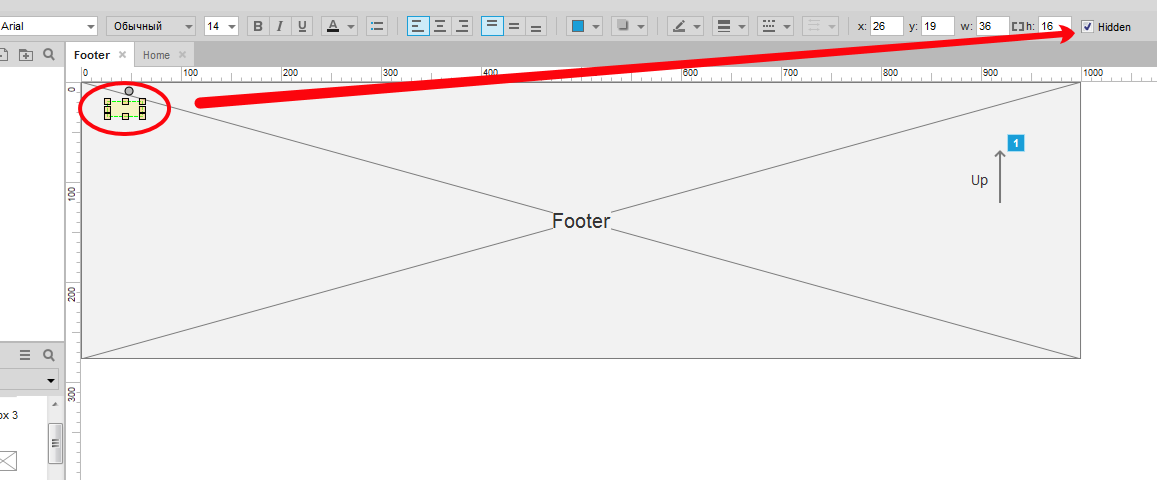 Arial Обычный 14 B I U A x: 26 y: 19 w: 36 h: 16 Hidden
Footer Home
0 100 200 300 400 500 600 700 800 900 1000
0
1
Up
100
Footer
200
300
ox 3